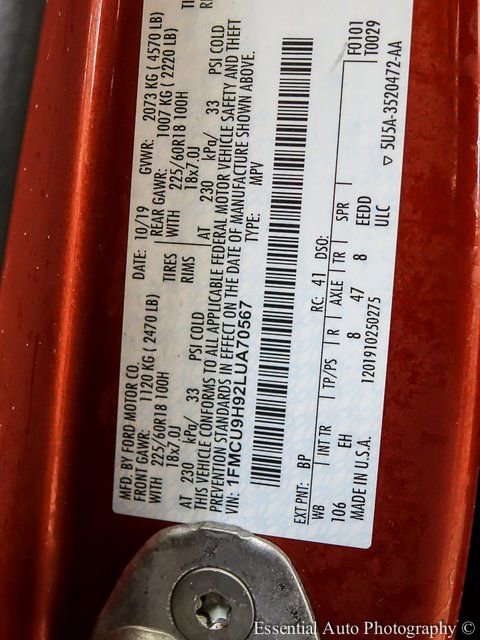 MFD. BY FORD MOTOR CO.
DATE: 10/19
GVWR: 2073 KG ( 4570 LB)
FRONT GAWR: 1120 KG ( 2470 LB)
REAR GAWR: 1007 KG ( 2220 LB)
WITH 225/60R18 100H
TIRES
WITH 225/60R18 100H
18x7.0J
RIMS
18x7.0J
AT 230 kPa/ 33 PSI COLD
AT 230 kPa/ 33 PSI COLD
THIS VEHICLE CONFORMS TO ALL APPLICABLE FEDERAL MOTOR VEHICLE SAFETY AND THEFT
PREVENTION STANDARDS IN EFFECT ON THE DATE OF MANUFACTURE SHOWN ABOVE.
VIN: 1FMCU9H92LUA70567
TYPE: MPV
EXT PNT: BP
RC: 41 DSO:
F0101
T0029
WB INT TR TP/PS R AXLE TR SPR
106 EH 8 47 8 EEDD
ULC
MADE IN U.S.A.
1201910250275
▽ 5U5A-3520472-AA
Essential Auto Photography ©